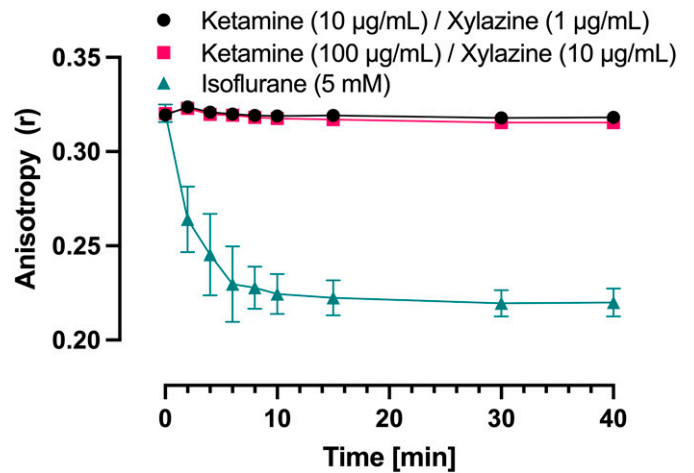 Ketamine (10 µg/mL) / Xylazine (1 µg/mL)
Ketamine (100 µg/mL) / Xylazine (10 µg/mL)
Isoflurane (5 mM)
0.35
0.30
0.25
0.20
Anisotropy (r)
0 10 20 30 40
Time [min]